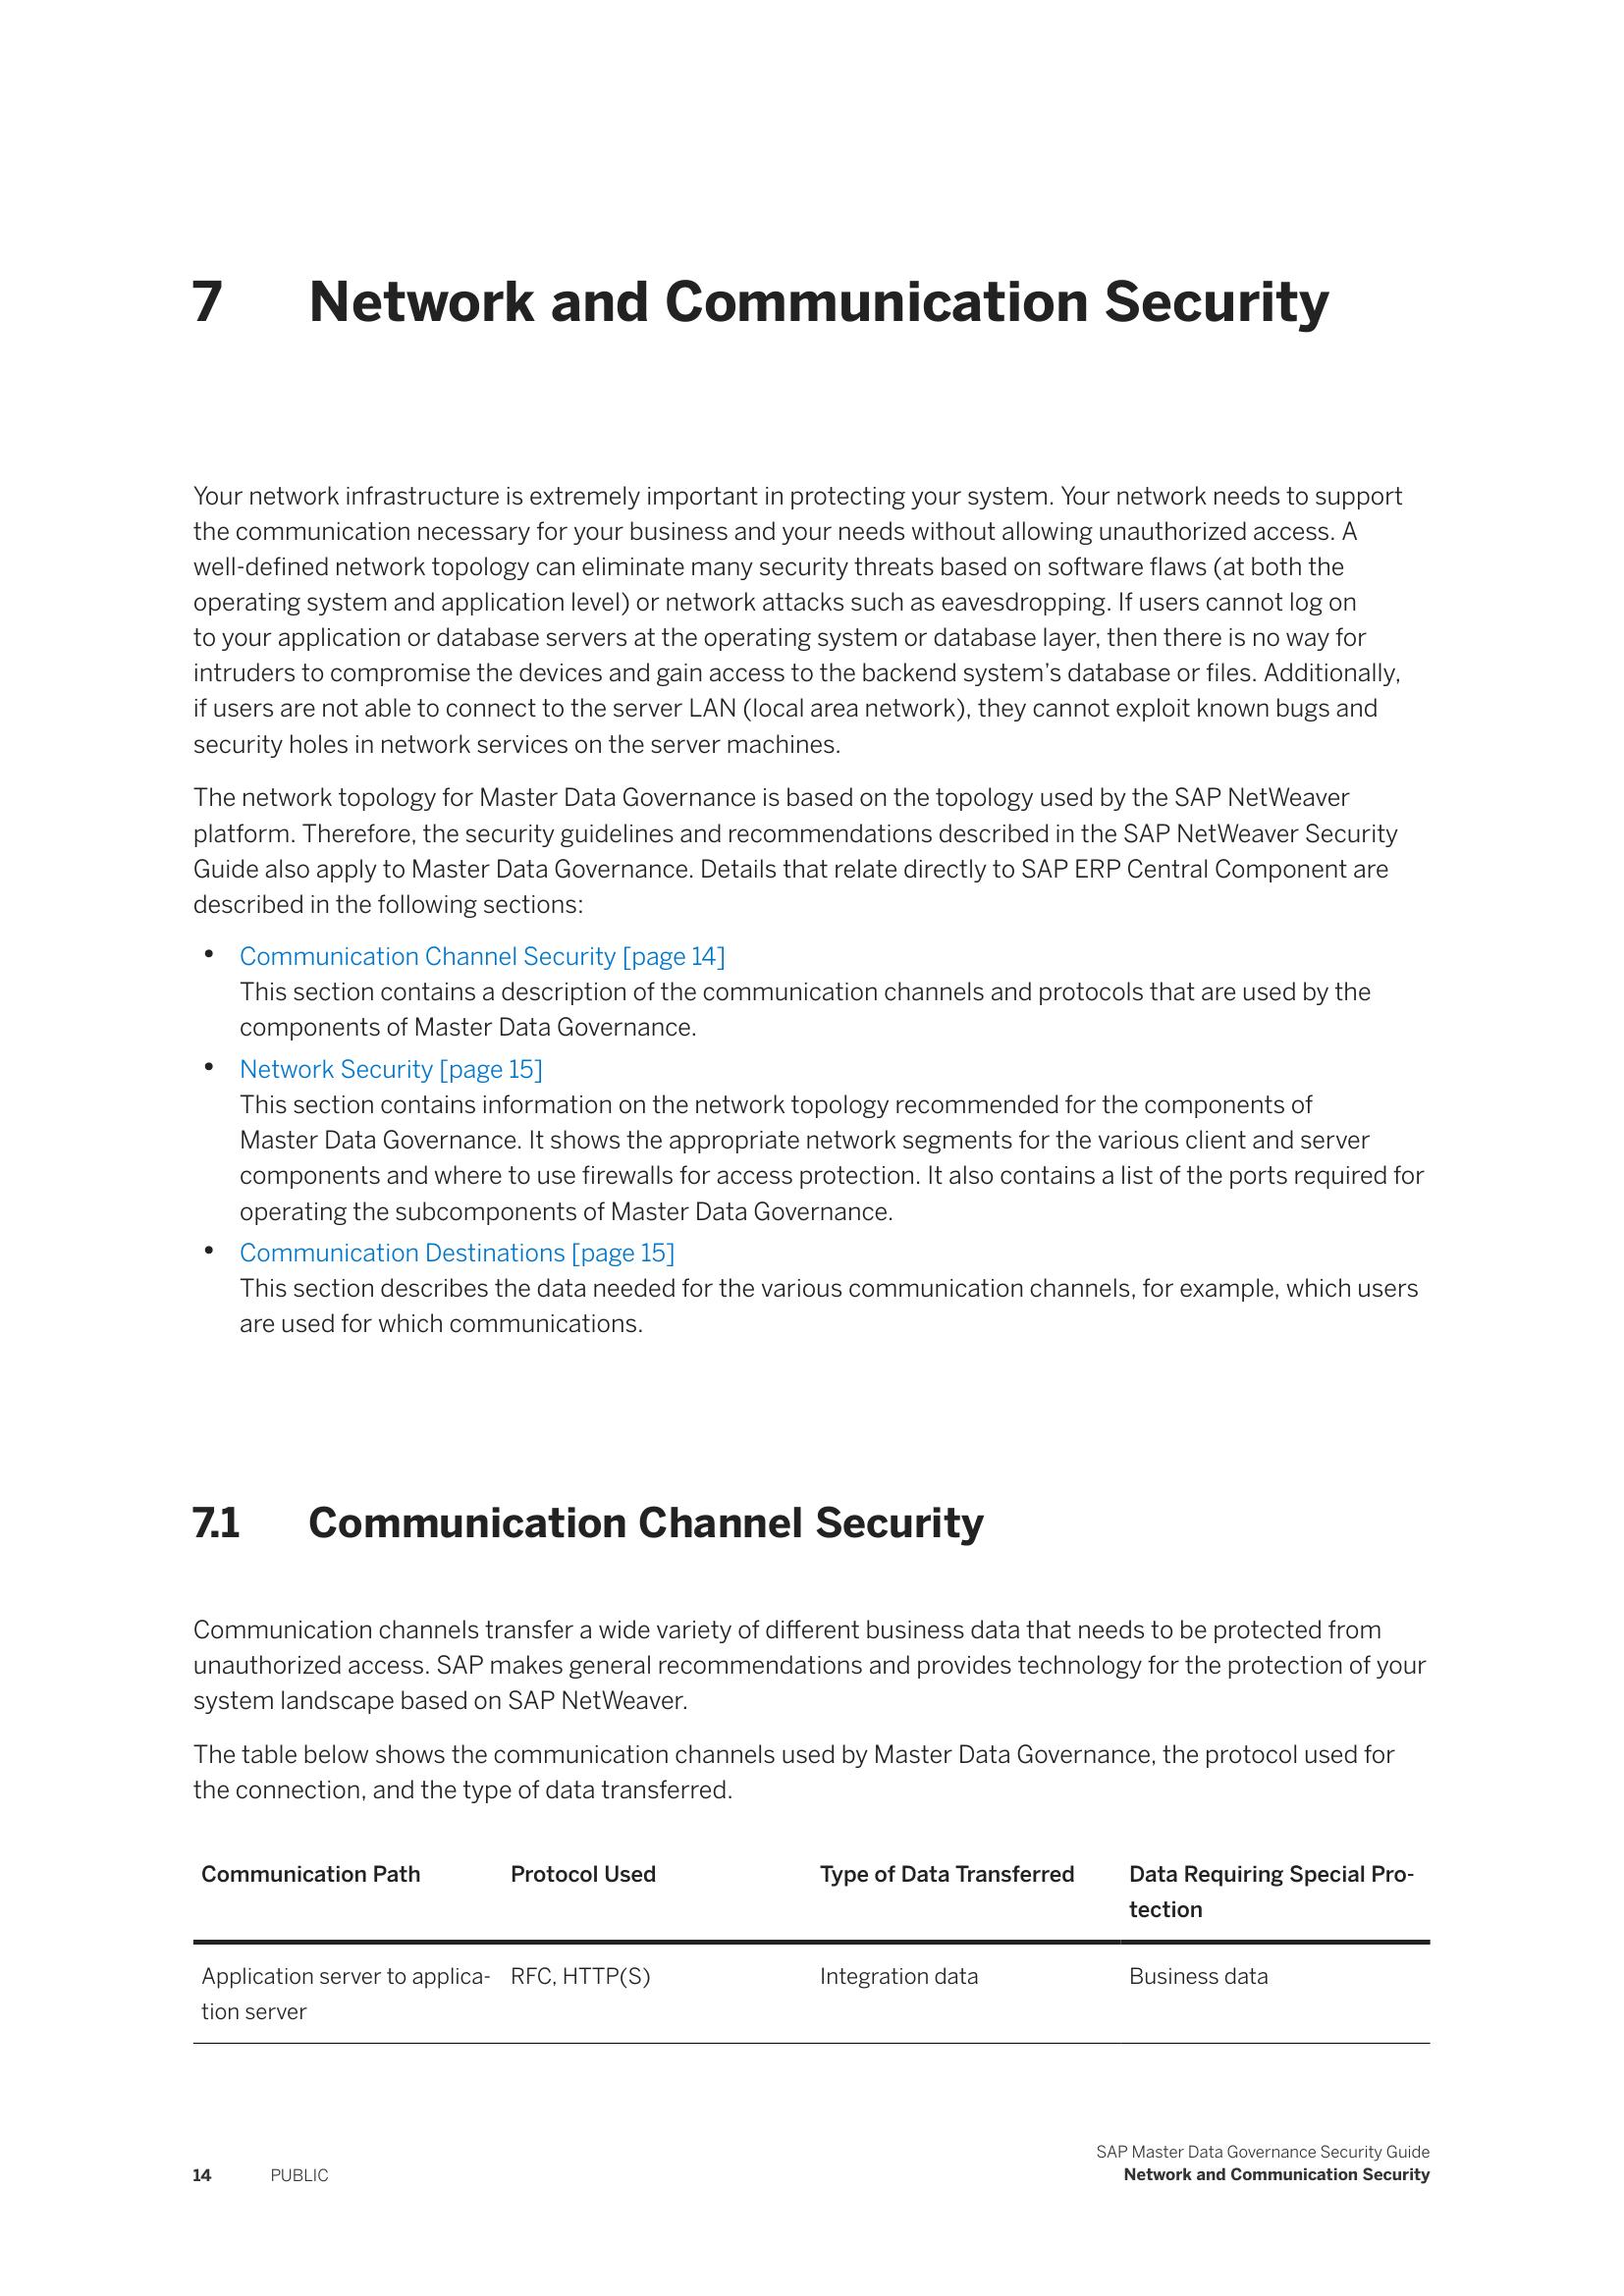 7 Network and Communication Security
Your network infrastructure is extremely important in protecting your system. Your network needs to support
the communication necessary for your business and your needs without allowing unauthorized access. A
well-defined network topology can eliminate many security threats based on software flaws (at both the
operating system and application level) or network attacks such as eavesdropping. If users cannot log on
to your application or database servers at the operating system or database layer, then there is no way for
intruders to compromise the devices and gain access to the backend system’s database or files. Additionally,
if users are not able to connect to the server LAN (local area network), they cannot exploit known bugs and
security holes in network services on the server machines.
The network topology for Master Data Governance is based on the topology used by the SAP NetWeaver
platform. Therefore, the security guidelines and recommendations described in the SAP NetWeaver Security
Guide also apply to Master Data Governance. Details that relate directly to SAP ERP Central Component are
described in the following sections:
• Communication Channel Security [page 14]
This section contains a description of the communication channels and protocols that are used by the
components of Master Data Governance.
• Network Security [page 15]
This section contains information on the network topology recommended for the components of
Master Data Governance. It shows the appropriate network segments for the various client and server
components and where to use firewalls for access protection. It also contains a list of the ports required for
operating the subcomponents of Master Data Governance.
• Communication Destinations [page 15]
This section describes the data needed for the various communication channels, for example, which users
are used for which communications.
7.1 Communication Channel Security
Communication channels transfer a wide variety of different business data that needs to be protected from
unauthorized access. SAP makes general recommendations and provides technology for the protection of your
system landscape based on SAP NetWeaver.
The table below shows the communication channels used by Master Data Governance, the protocol used for
the connection, and the type of data transferred.
Communication Path Protocol Used Type of Data Transferred Data Requiring Special Pro-
tection
Application server to applica- RFC, HTTP(S) Integration data Business data
tion server
SAP Master Data Governance Security Guide
14 PUBLIC Network and Communication Security